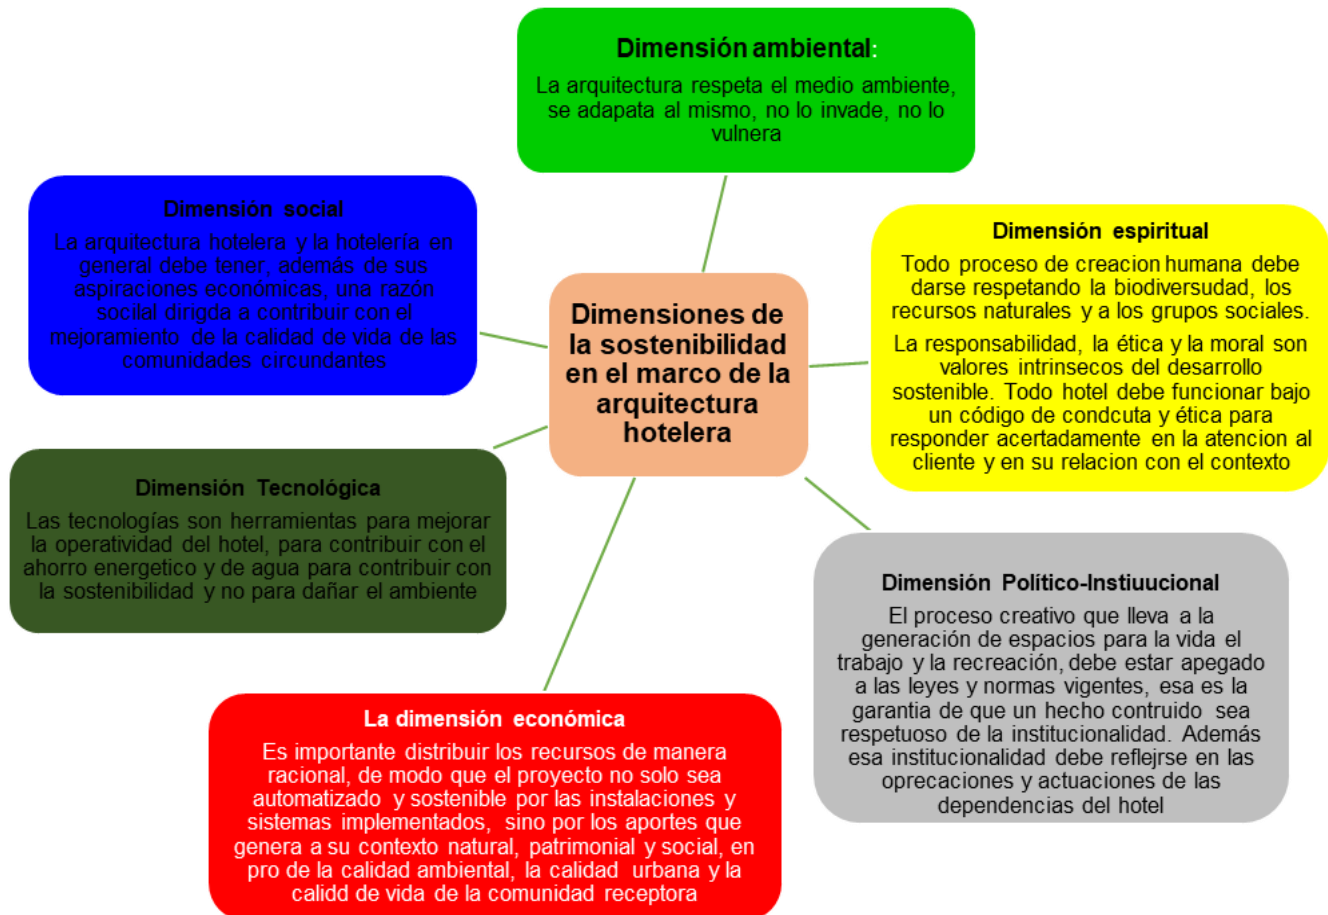 Dimensión ambiental:
La arquitectura respeta el medio ambiente,
se adapata al mismo, no lo invade, no lo
vulnera
Dimensión social
La arquitectura hotelera y la hotelería en
general debe tener, además de sus
aspiraciones económicas, una razón
socilal dirigda a contribuir con el
mejoramiento de la calidad de vida de las
comunidades circundantes
Dimensión espiritual
Todo proceso de creacion humana debe
darse respetando la biodiversudad, los
recursos naturales y a los grupos sociales.
La responsabilidad, la ética y la moral son
valores intrinsecos del desarrollo
sostenible. Todo hotel debe funcionar bajo
un código de condcuta y ética para
responder acertadamente en la atencion al
cliente y en su relacion con el contexto
Dimensiones de
la sostenibilidad
en el marco de la
arquitectura
hotelera
Dimensión Tecnológica
Las tecnologías son herramientas para mejorar
la operatividad del hotel, para contribuir con el
ahorro energetico y de agua para contribuir con
la sostenibilidad y no para dañar el ambiente
Dimensión Político-Instiuucional
El proceso creativo que lleva a la
generación de espacios para la vida el
trabajo y la recreación, debe estar apegado
a las leyes y normas vigentes, esa es la
garantia de que un hecho contruido sea
respetuoso de la institucionalidad. Además
esa institucionalidad debe reflejrse en las
oprecaciones y actuaciones de las
dependencias del hotel
La dimensión económica
Es importante distribuir los recursos de manera
racional, de modo que el proyecto no solo sea
automatizado y sostenible por las instalaciones y
sistemas implementados, sino por los aportes que
genera a su contexto natural, patrimonial y social, en
pro de la calidad ambiental, la calidad urbana y la
calidd de vida de la comunidad receptora